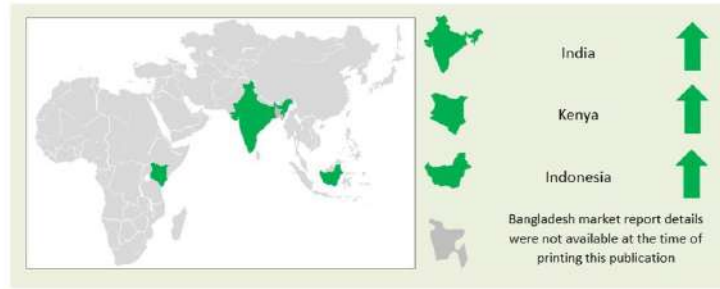 India
Kenya
Indonesia
Bangladesh market report details
were not available at the time of
printing this publication